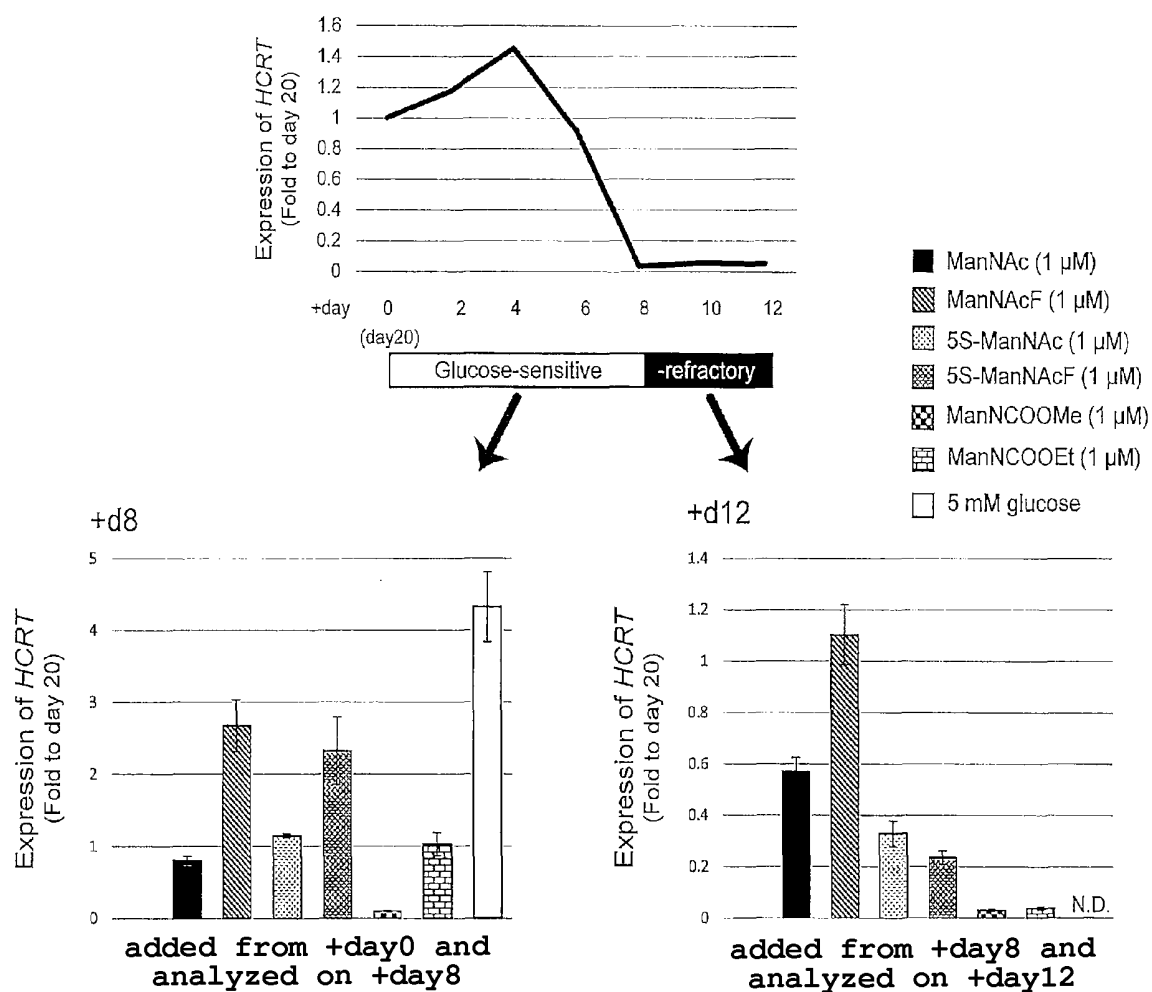 Expression of HCRT
(Fold to day 20)
1.6
1.4
1.2
1
0.8
0.6
0.4
0.2
0
+day 0 2 4 6 8 10 12
(day20)
Glucose-sensitive -refractory
ManNAc (1 µM)
ManNAcF (1 µM)
5S-ManNAc (1 µM)
5S-ManNAcF (1 µM)
ManNCOOMe (1 µM)
ManNCOOEt (1 µM)
5 mM glucose
+d8
Expression of HCRT
(Fold to day 20)
5
4
3
2
1
0
added from +day0 and
analyzed on +day8
+d12
Expression of HCRT
(Fold to day 20)
1.4
1.2
1
0.8
0.6
0.4
0.2
0
N.D.
added from +day8 and
analyzed on +day12